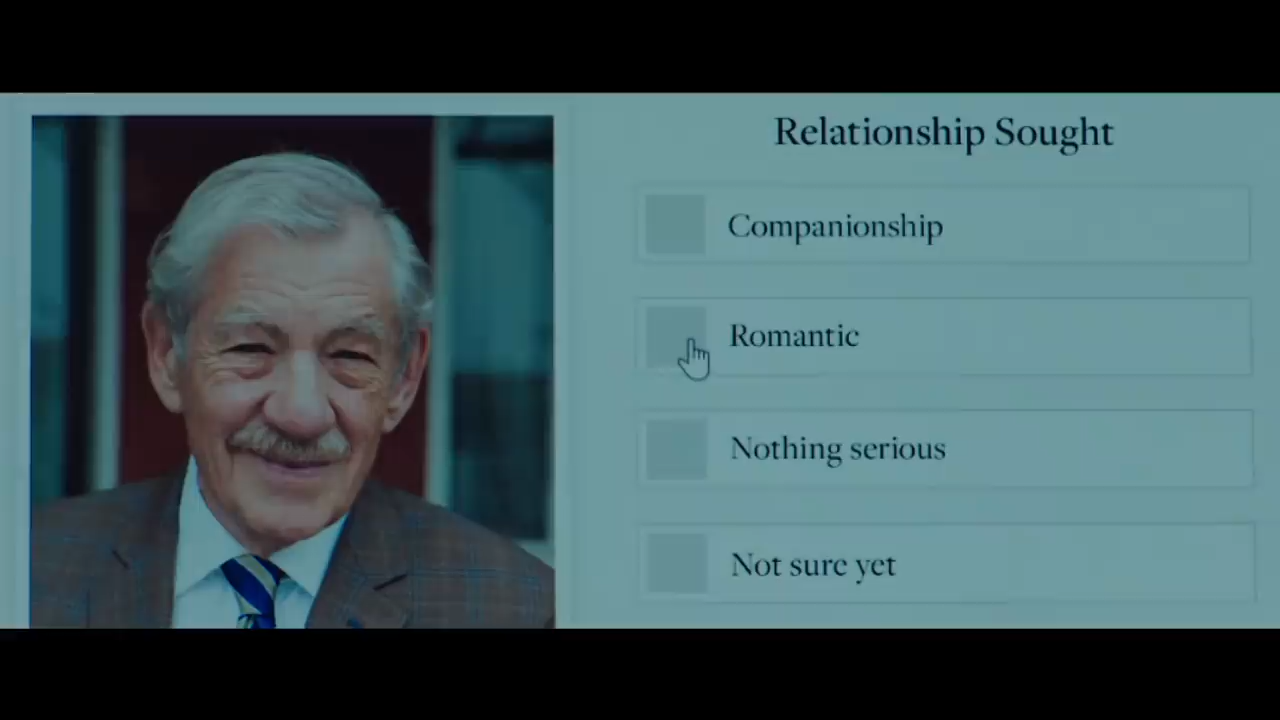 Relationship Sought
Companionship
Romantic
Nothing serious
Not sure yet